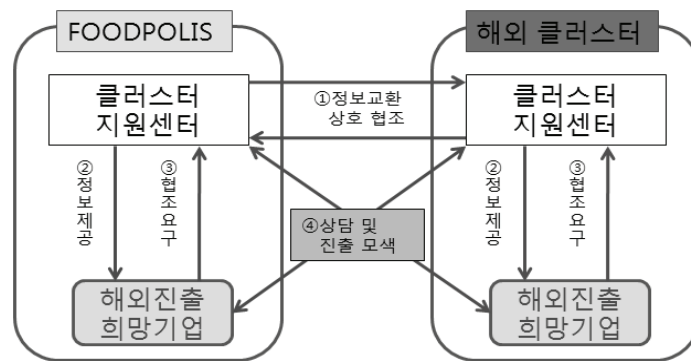 FOODPOLIS
해외 클러스터
클러스터
지원센터
①정보교환
상호 협조
클러스터
지원센터
②정보제공
③협조요구
②정보제공
③협조요구
④상담 및
진출 모색
해외진출
희망기업
해외진출
희망기업